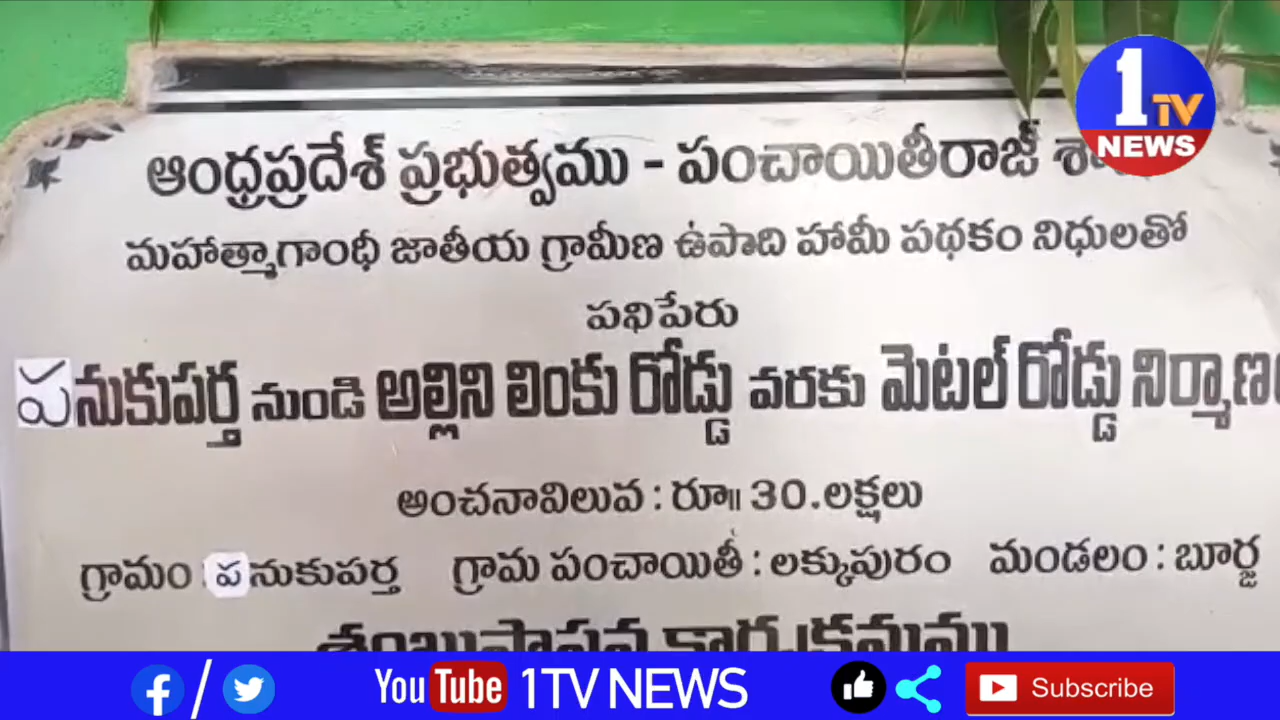 ఆంధ్రప్రదేశ్ ప్రభుత్వము - పంచాయితీరాజ్
మహాత్మాగాంధీ జాతీయ గ్రామీణ ఉపాది హామీ పథకం నిధులతో
పనిపేరు
పనుకుపర్త నుండి అల్లిని లింకు రోడ్డు వరకు మెటల్ రోడ్డు
అంచనావిలువ : రూ॥ 30.లక్షలు
గ్రామం : పనుకుపర్త గ్రామ పంచాయితీ : లక్కుపురం మండలం : బూర్జ
1TV NEWS
YouTube 1TV NEWS Subscribe